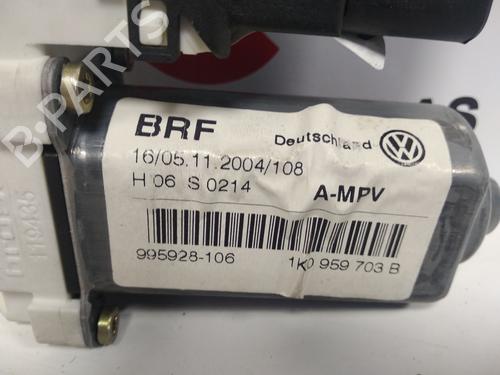 B-PARTS
BRF
Deutschland
16/05.11.2004/108
H 06 S 0214
A-MPV
995928-106
1K0 959 703 B